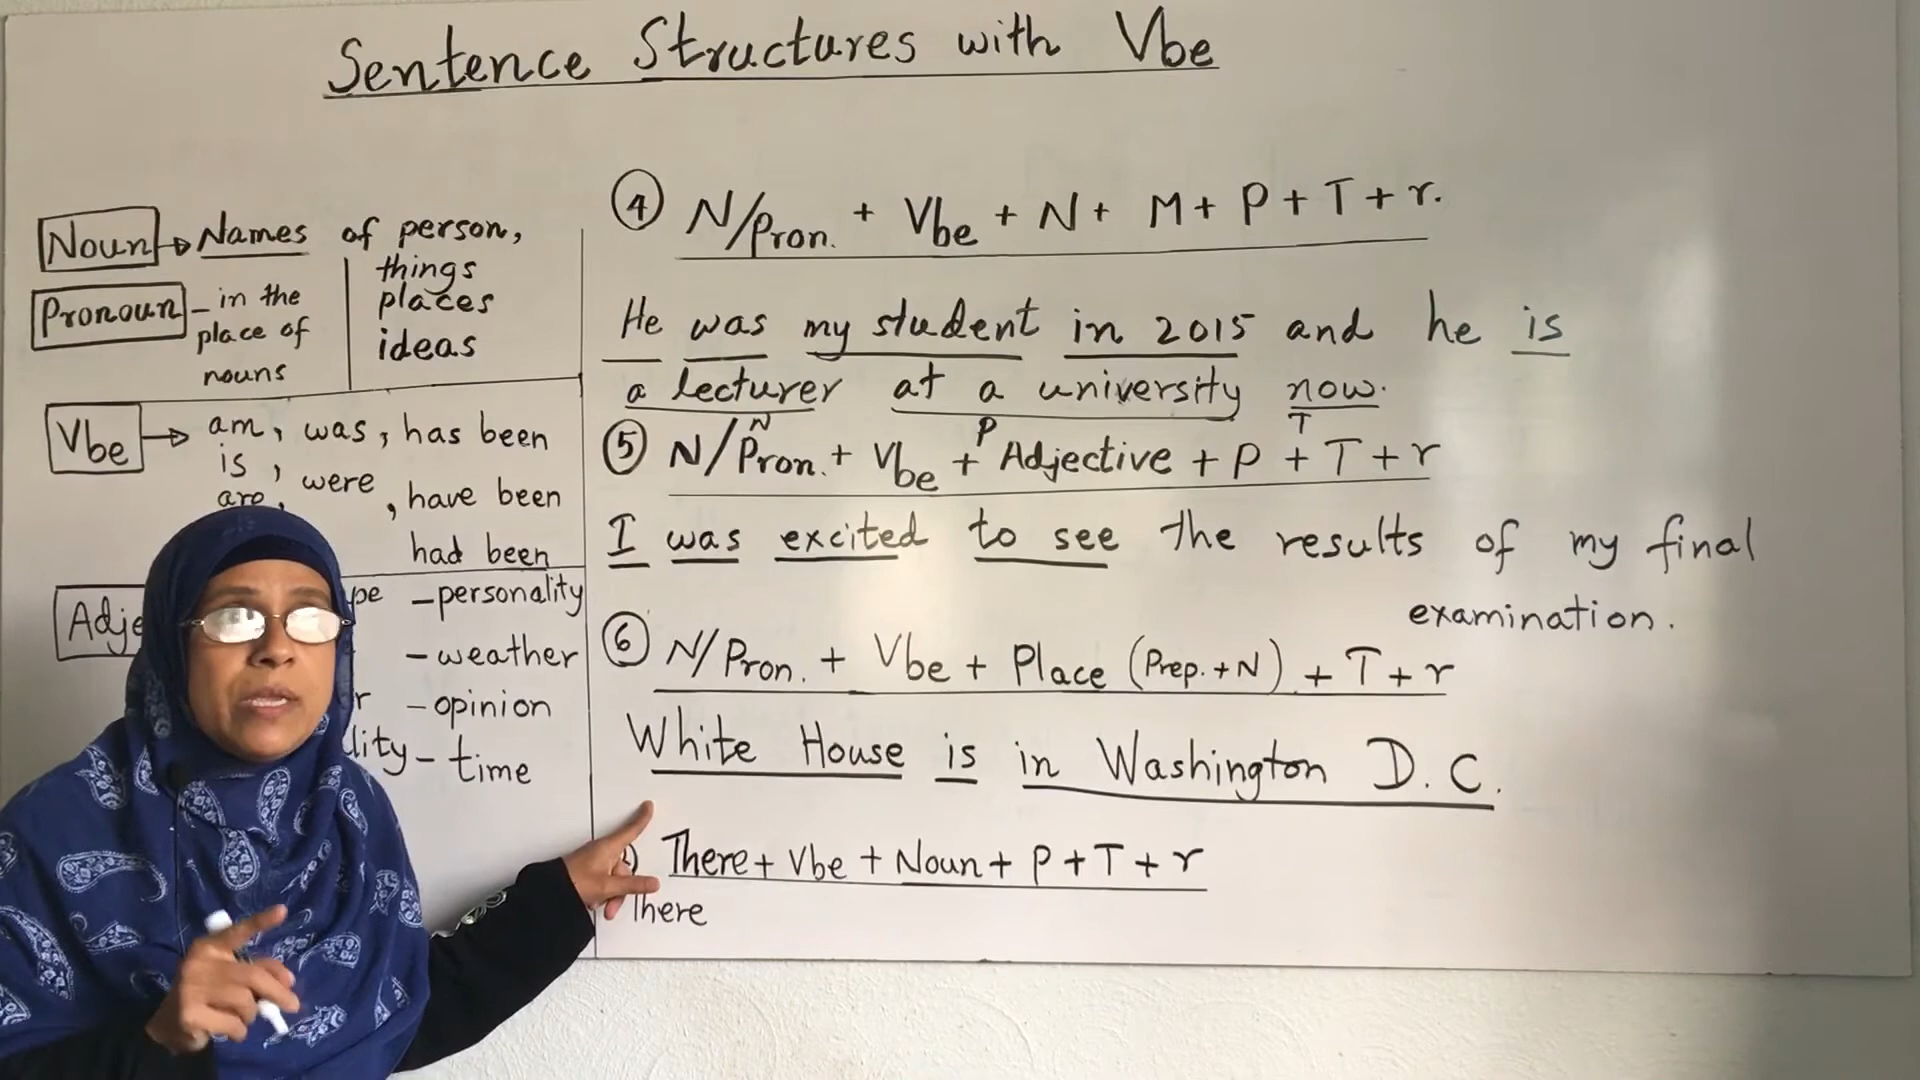 Sentence Structures with Vbe
Noun → Names of person,
things
places
ideas
Pronoun - in the
place of
nouns
Vbe → am, was, has been
is, were, have been
are,
had been
- personality
- weather
- opinion
- time
④ N/Pron. + Vbe + N + M + P + T + r.
He was my student in 2015 and he is
a lecturer at a university now.
N P T
⑤ N/Pron. + Vbe + Adjective + P + T + r
I was excited to see the results of my final
examination.
⑥ N/Pron. + Vbe + Place (Prep. + N) + T + r
White House is in Washington D.C.
There + Vbe + Noun + P + T + r
There